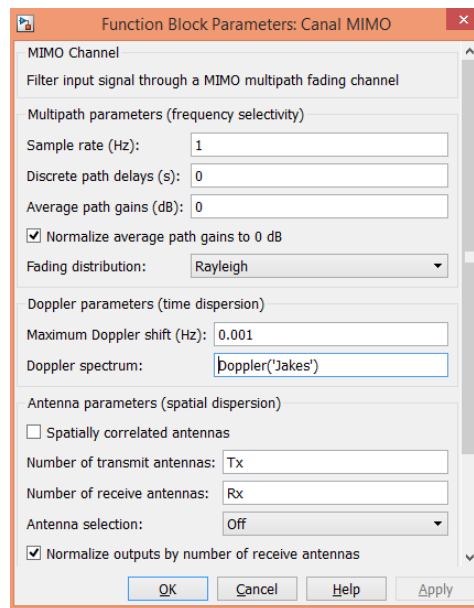 Function Block Parameters: Canal MIMO
MIMO Channel
Filter input signal through a MIMO multipath fading channel
Multipath parameters (frequency selectivity)
Sample rate (Hz): 1
Discrete path delays (s): 0
Average path gains (dB): 0
Normalize average path gains to 0 dB
Fading distribution: Rayleigh
Doppler parameters (time dispersion)
Maximum Doppler shift (Hz): 0.001
Doppler spectrum: Doppler('Jakes')
Antenna parameters (spatial dispersion)
Spatially correlated antennas
Number of transmit antennas: Tx
Number of receive antennas: Rx
Antenna selection: Off
Normalize outputs by number of receive antennas
OK Cancel Help Apply